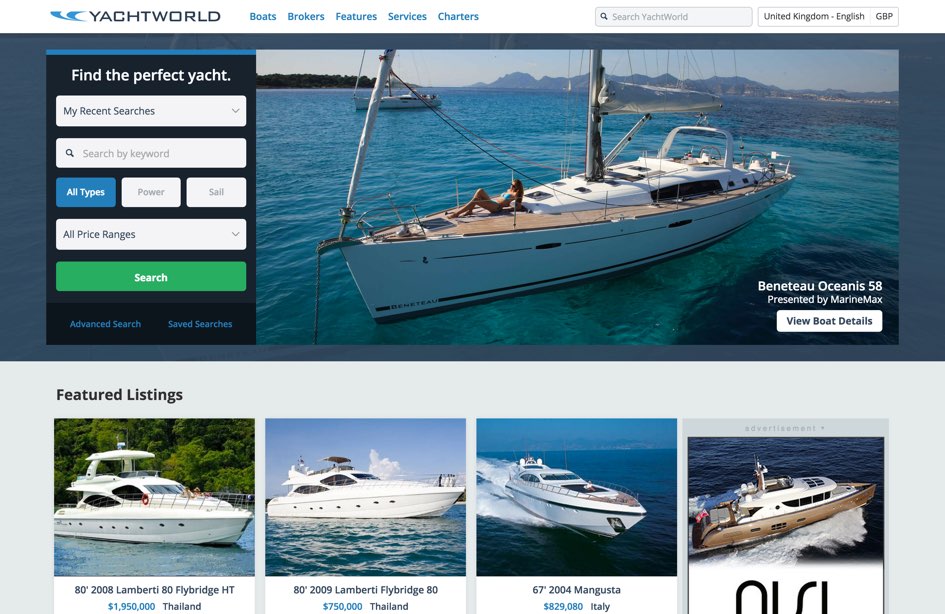 YACHTWORLD
Boats Brokers Features Services Charters
Search YachtWorld
United Kingdom - English GBP
Find the perfect yacht.
My Recent Searches
Search by keyword
All Types Power Sail
All Price Ranges
Search
Advanced Search Saved Searches
BENETEAU
Beneteau Oceanis 58
Presented by MarineMax
View Boat Details
Featured Listings
advertisement
80' 2008 Lamberti Flybridge HT
$1,950,000 Thailand
80' 2009 Lamberti Flybridge 80
$750,000 Thailand
67' 2004 Mangusta
$829,080 Italy